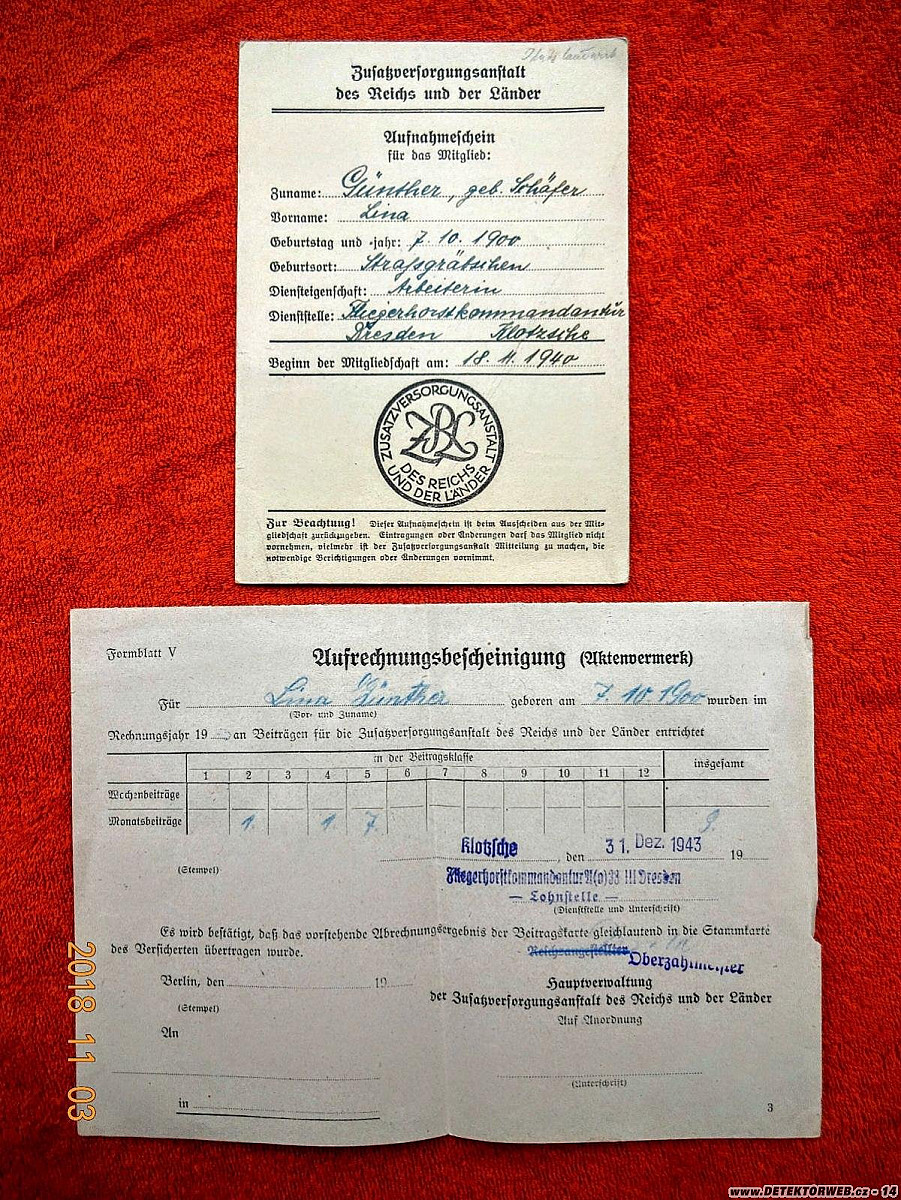 Zusatzversorgungsanstalt
des Reichs und der Länder
Aufnahmeschein
für das Mitglied:
Zuname: Günther, geb. Schäfer
Vorname: Lina
Geburtstag und -jahr: 7. 10. 1900
Geburtsort: Straßgräbchen
Diensteigenschaft: Arbeiterin
Dienststelle: Fliegerhorstkommandantur
Dresden Klotzsche
Beginn der Mitgliedschaft am: 18. 11. 1940
ZUSATZVERSORGUNGSANSTALT
ZVL
DES REICHS
UND DER LÄNDER
Zur Beachtung! Dieser Aufnahmeschein ist beim Ausscheiden aus der Mit-
gliedschaft zurückzugeben. Eintragungen oder Änderungen darf das Mitglied nicht
vornehmen, vielmehr ist der Zusatzversorgungsanstalt Mitteilung zu machen, die
notwendige Berichtigungen oder Änderungen vornimmt.
Formblatt V
Aufrechnungsbescheinigung (Aktenvermerk)
Für Lina Günther geboren am 7. 10 1900 wurden im
(Vor- und Zuname)
Rechnungsjahr 19 an Beiträgen für die Zusatzversorgungsanstalt des Reichs und der Länder entrichtet
in der Beitragsklasse insgesamt
1 2 3 4 5 6 7 8 9 10 11 12
Wochenbeiträge
Monatsbeiträge 1. 1. 7. 9.
Klotzsche, den 31. Dez. 1943 19
(Stempel)
Fliegerhorstkommandantur A(o)33 III Dresden
— Lohnstelle —
(Dienststelle und Unterschrift)
Es wird bestätigt, daß das vorstehende Abrechnungsergebnis der Beitragskarte gleichlautend in die Stammkarte
des Versicherten übertragen wurde.
Reichsangestellter
Oberzahlmeister
Berlin, den 19
Hauptverwaltung
der Zusatzversorgungsanstalt des Reichs und der Länder
(Stempel)
Auf Anordnung
An
(Unterschrift)
in
3
2018 11 03
www.DETEKTORWEB.cz - 14